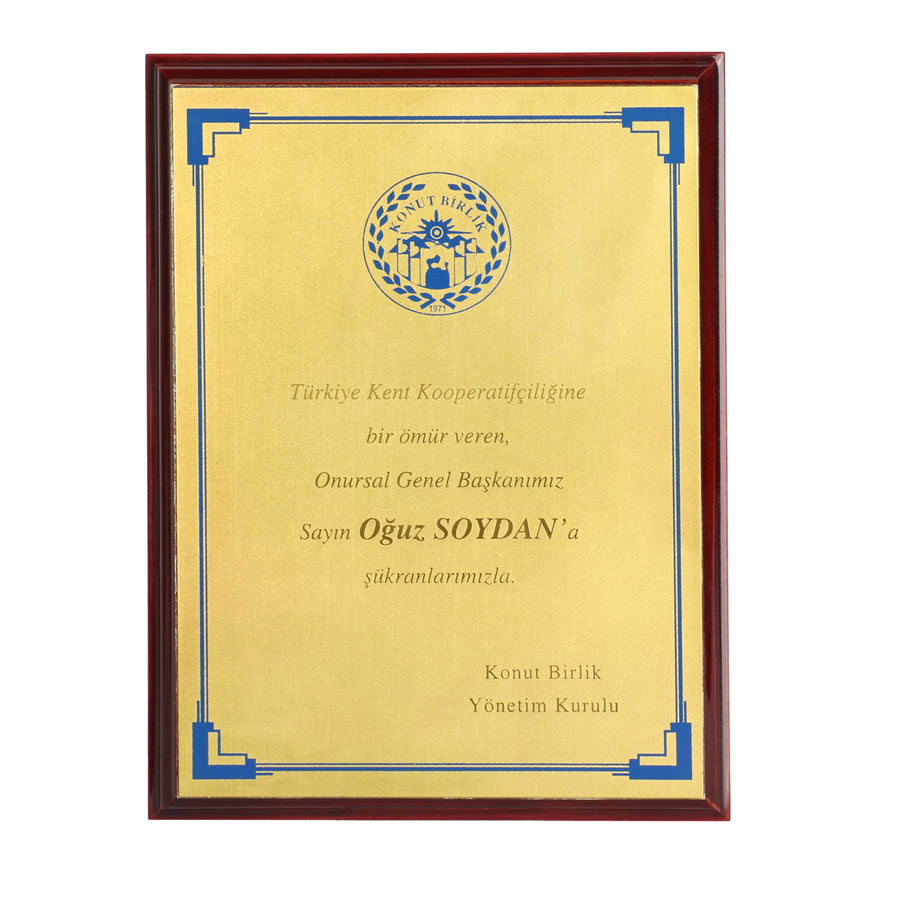 KONUT BİRLİK
1971
Türkiye Kent Kooperatifçiliğine
bir ömür veren,
Onursal Genel Başkanımız
Sayın Oğuz SOYDAN'a
şükranlarımızla.
Konut Birlik
Yönetim Kurulu